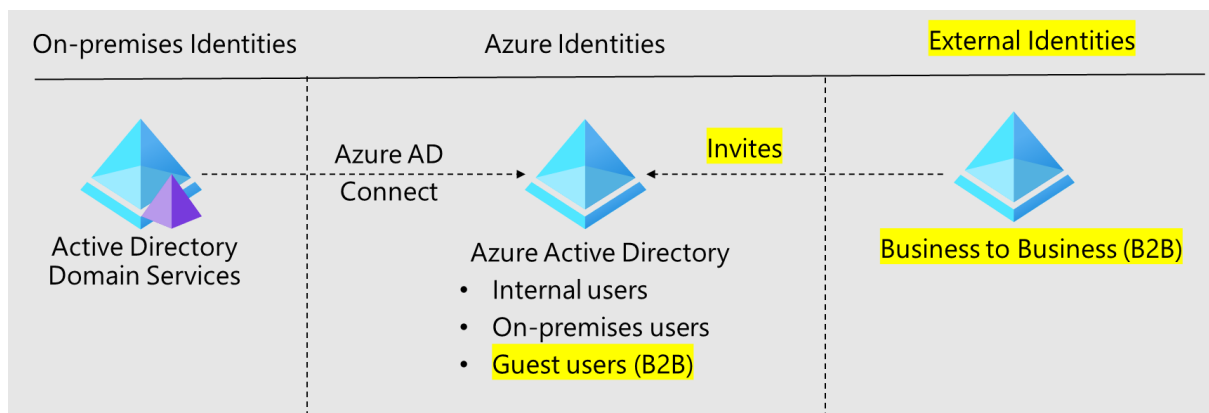 On-premises Identities
Azure Identities
External Identities
Azure AD
Connect
Invites
Active Directory
Domain Services
Azure Active Directory
• Internal users
• On-premises users
• Guest users (B2B)
Business to Business (B2B)